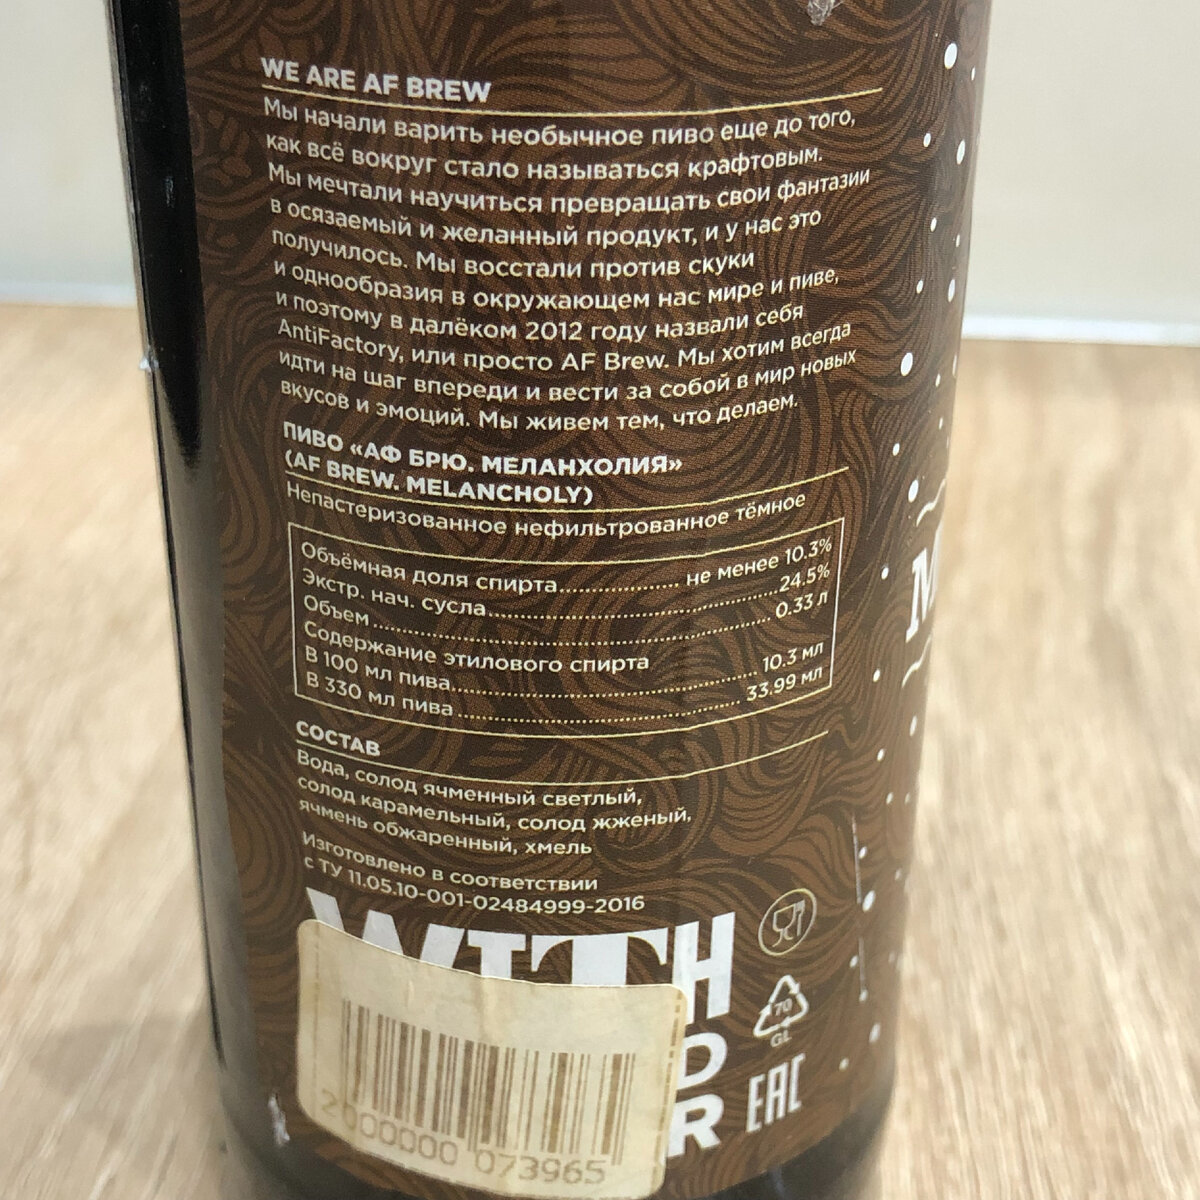 WE ARE AF BREW
Мы начали варить необычное пиво еще до того,
как всё вокруг стало называться крафтовым.
Мы мечтали научиться превращать свои фантазии
в осязаемый и желанный продукт, и у нас это
получилось. Мы восстали против скуки
и однообразия в окружающем нас мире и пиве,
и поэтому в далёком 2012 году назвали себя
AntiFactory, или просто AF Brew. Мы хотим всегда
идти на шаг впереди и вести за собой в мир новых
вкусов и эмоций. Мы живем тем, что делаем.
ПИВО «АФ БРЮ. МЕЛАНХОЛИЯ»
(AF BREW. MELANCHOLY)
Непастеризованное нефильтрованное тёмное
Объёмная доля спирта.................. не менее 10.3%
Экстр. нач. сусла................................................24.5%
Объем ............................................................ 0.33 л
Содержание этилового спирта
В 100 мл пива................................................ 10.3 мл
В 330 мл пива............................................. 33.99 мл
СОСТАВ
Вода, солод ячменный светлый,
солод карамельный, солод жженый,
ячмень обжаренный, хмель
Изготовлено в соответствии
с ТУ 11.05.10-001-02484999-2016
WITH
70
GL
EAC
2000000 073965